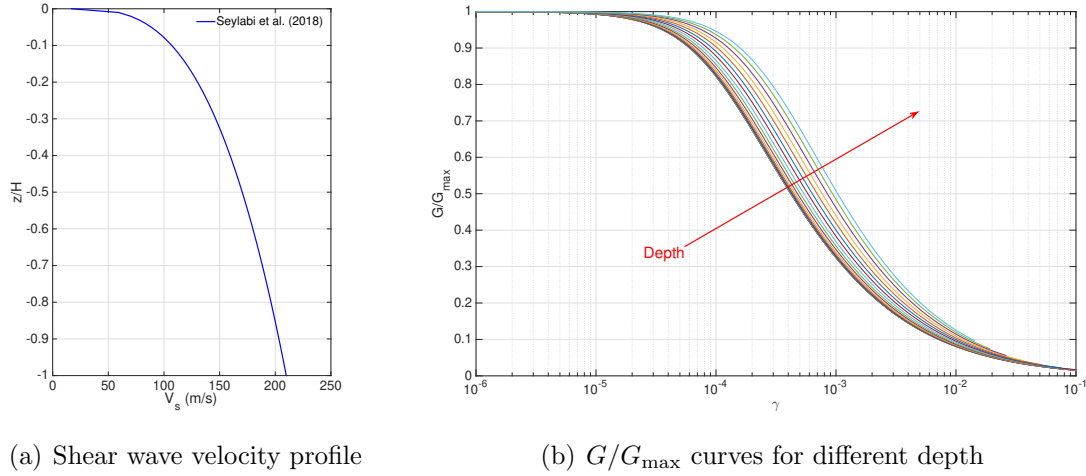 0
-0.1
-0.2
-0.3
-0.4
-0.5
-0.6
-0.7
-0.8
-0.9
-1
0 50 100 150 200 250
z/H
V_s (m/s)
Seylabi et al. (2018)
(a) Shear wave velocity profile
1
0.9
0.8
0.7
0.6
0.5
0.4
0.3
0.2
0.1
0
10^-6 10^-5 10^-4 10^-3 10^-2 10^-1
G/G_max
γ
Depth
(b) G/G_max curves for different depth